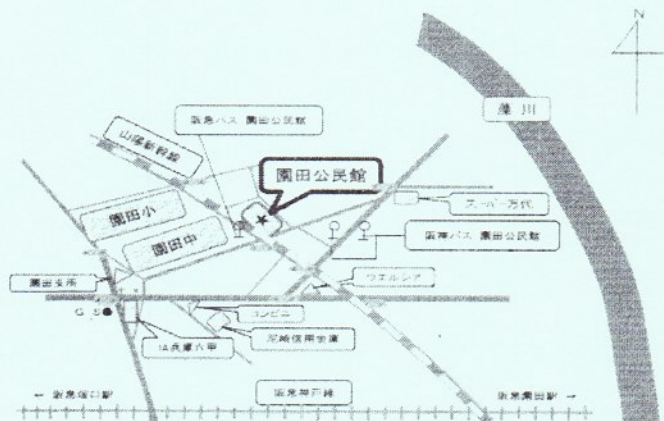 藻川
阪急バス 園田公民館
山陽新幹線
園田公民館
園田小
園田中
スーパー万代
阪神バス 園田公民館
園田支所
ウエルシア
G.S
コンビニ
JA兵庫六甲
尼崎信用金庫
← 阪急塚口駅
阪急神戸線
阪急園田駅 →